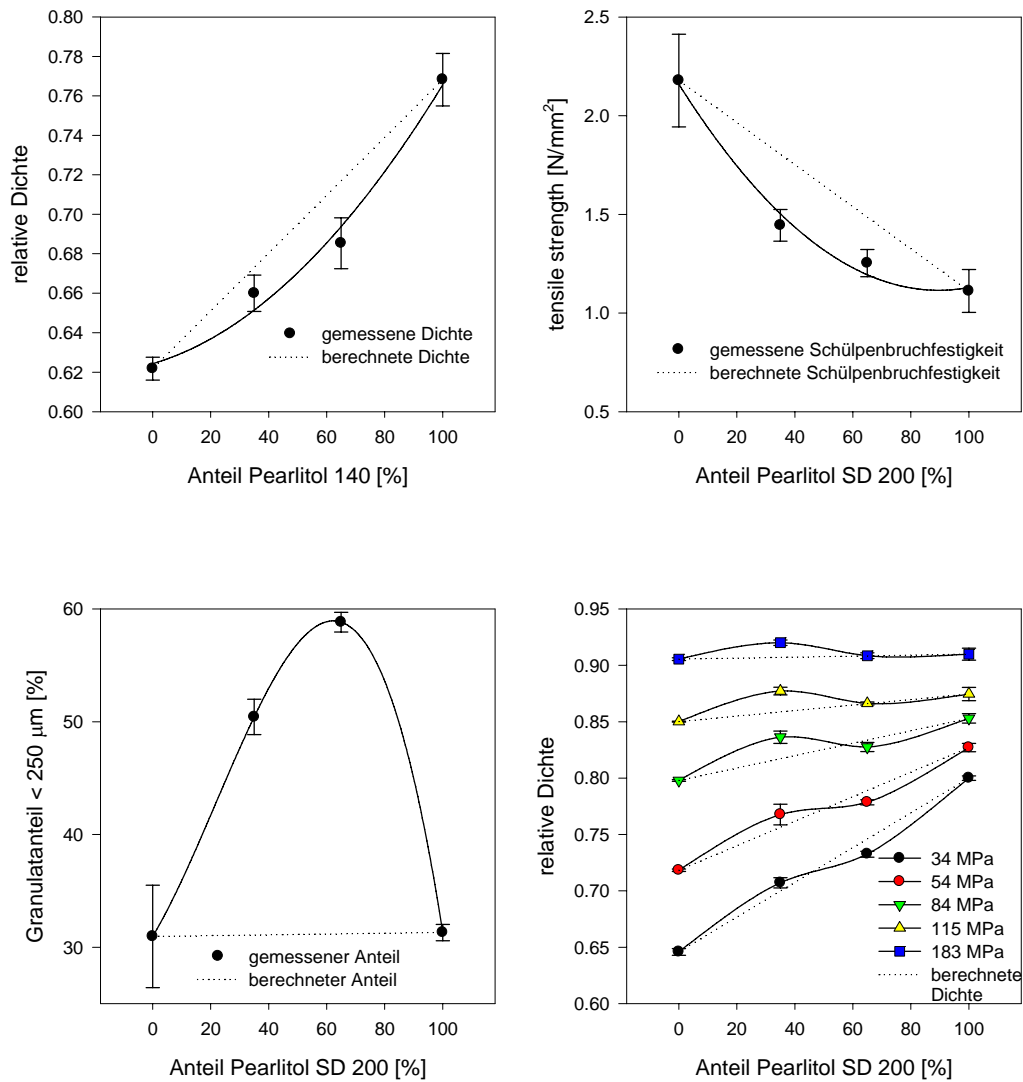 0.80
0.78
0.76
0.74
0.72
0.70
0.68
0.66
0.64
0.62
0.60
relative Dichte
gemessene Dichte
berechnete Dichte
0 20 40 60 80 100
Anteil Pearlitol 140 [%]
2.5
2.0
1.5
1.0
0.5
tensile strength [N/mm²]
gemessene Schülpenbruchfestigkeit
berechnete Schülpenbruchfestigkeit
0 20 40 60 80 100
Anteil Pearlitol SD 200 [%]
60
50
40
30
Granulatanteil < 250 µm [%]
gemessener Anteil
berechneter Anteil
0 20 40 60 80 100
Anteil Pearlitol SD 200 [%]
0.95
0.90
0.85
0.80
0.75
0.70
0.65
0.60
relative Dichte
34 MPa
54 MPa
84 MPa
115 MPa
183 MPa
berechnete
Dichte
0 20 40 60 80 100
Anteil Pearlitol SD 200 [%]